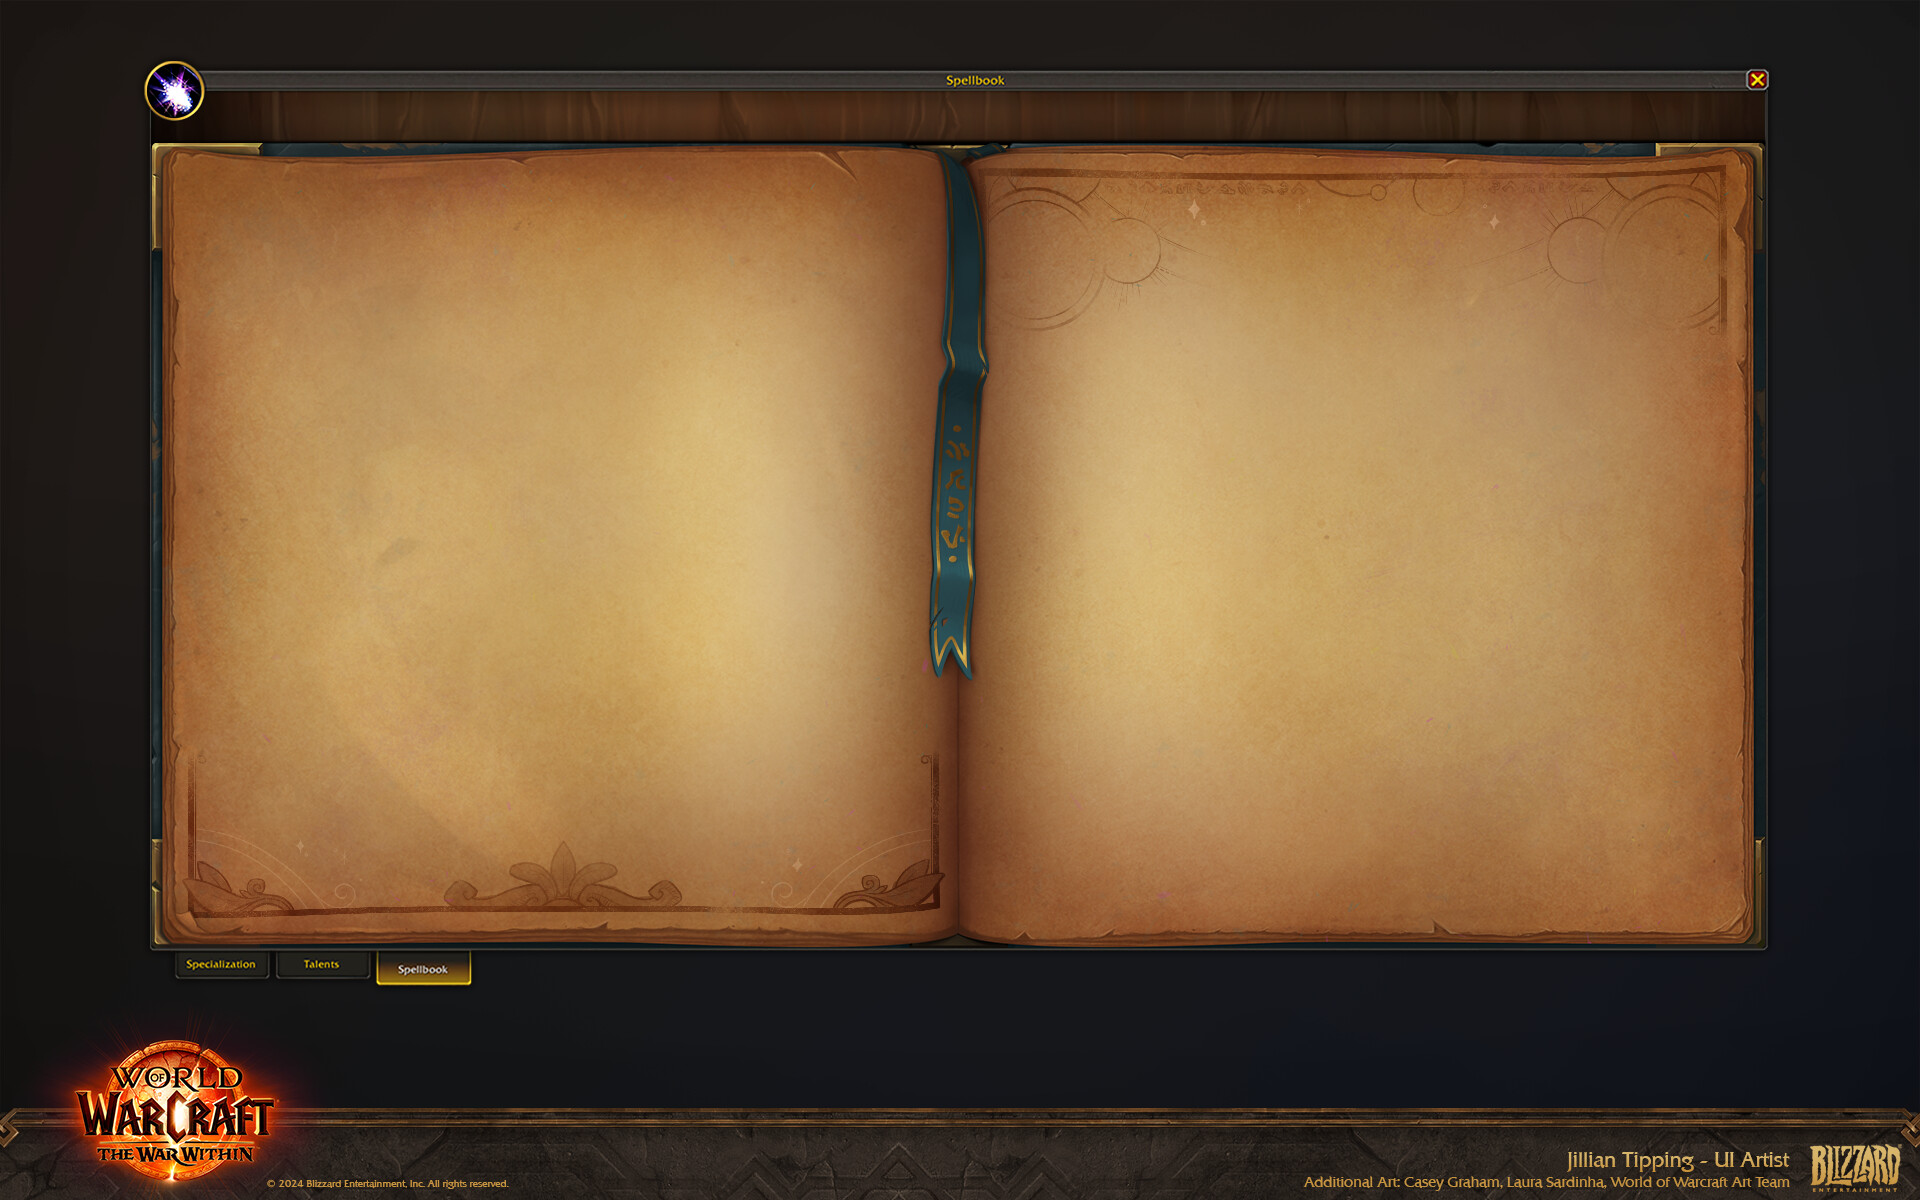 Spellbook
Specialization
Talents
Spellbook
WORLD OF WARCRAFT
THE WAR WITHIN
© 2024 Blizzard Entertainment, Inc. All rights reserved.
Jillian Tipping - UI Artist
Additional Art: Casey Graham, Laura Sardinha, World of Warcraft Art Team
BLIZZARD
ENTERTAINMENT